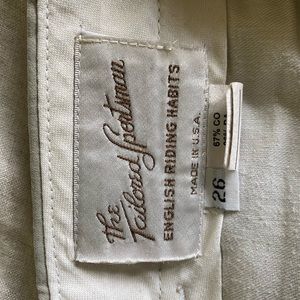 The
Tailored Sportsman
ENGLISH RIDING HABITS
MADE IN U.S.A.
26
67% CO